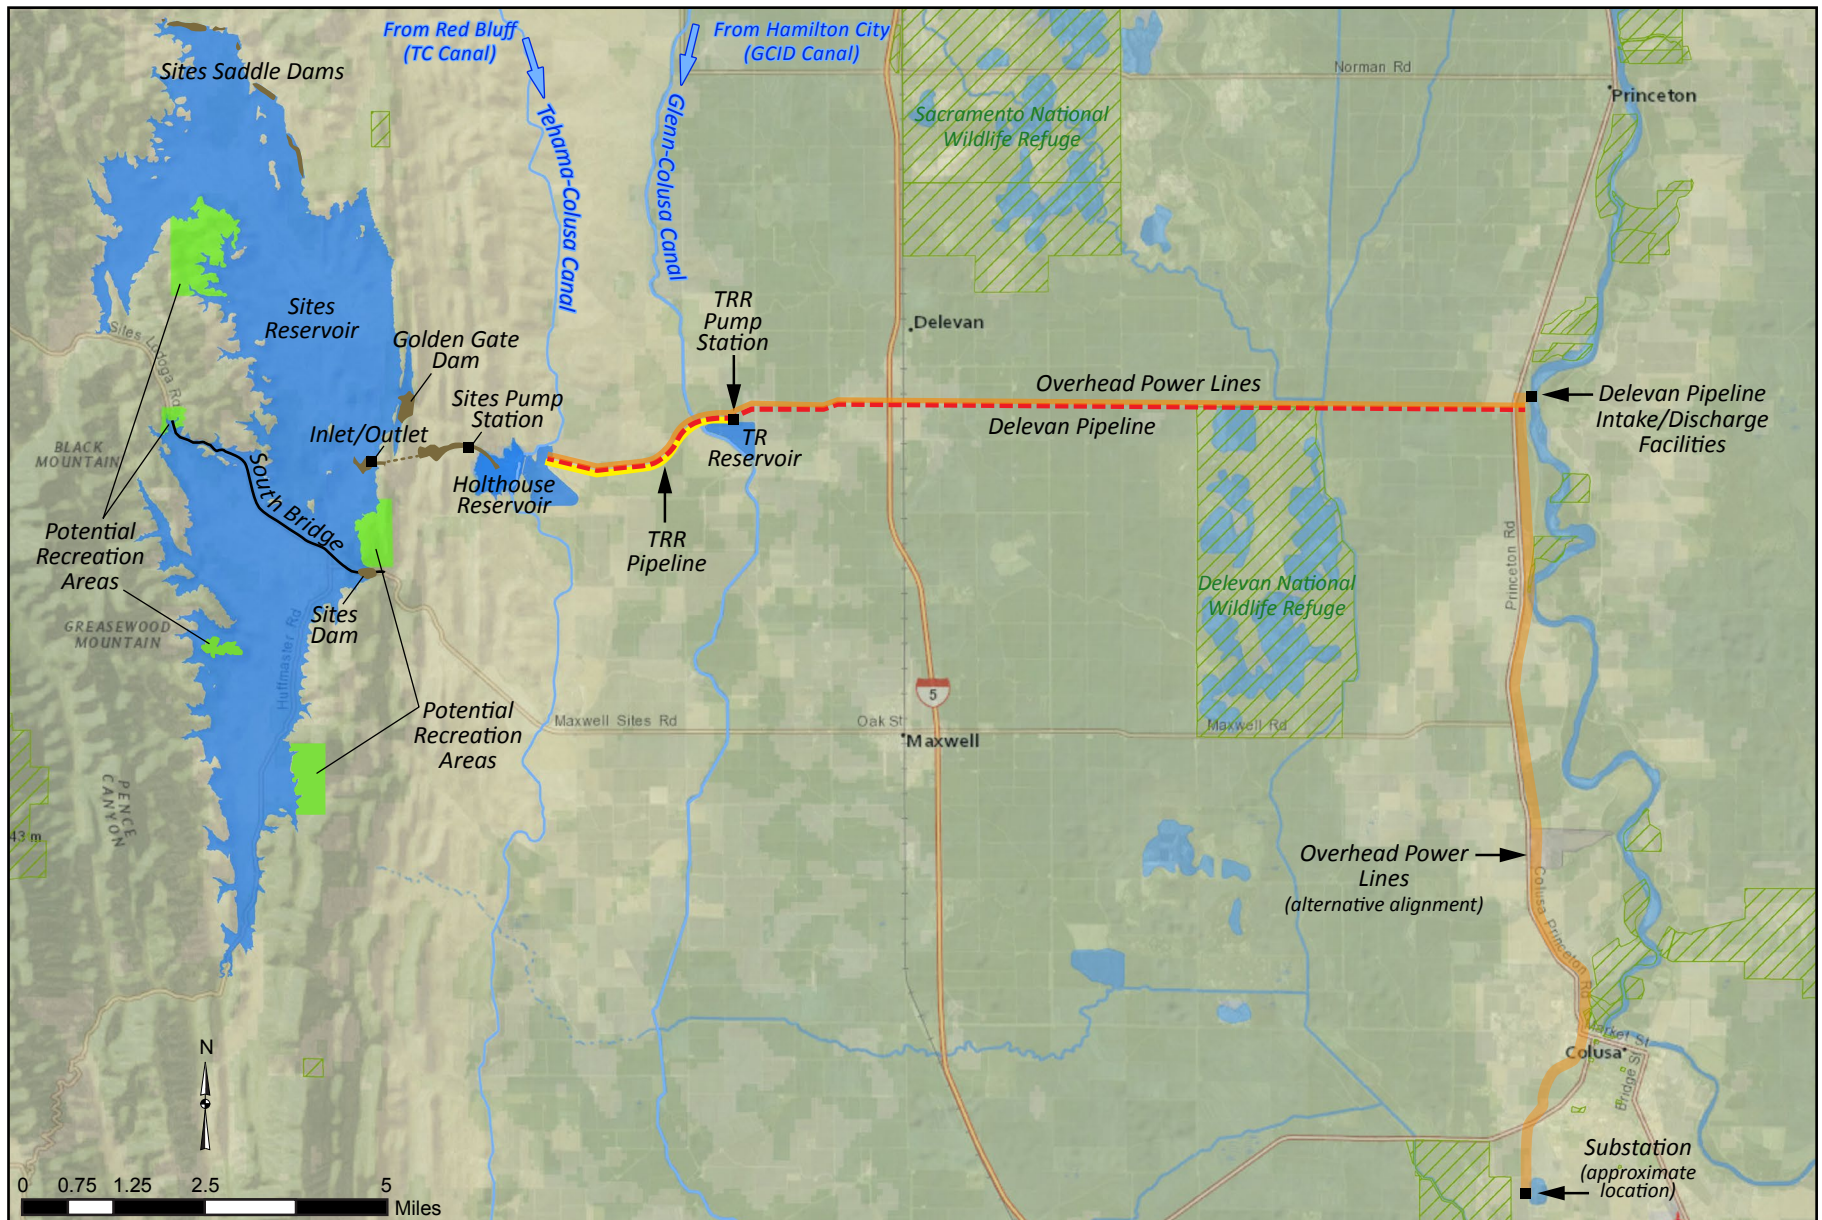 From Red Bluff
(TC Canal)
From Hamilton City
(GCID Canal)
Sites Saddle Dams
Norman Rd
Princeton
Sacramento National
Wildlife Refuge
Tehama-Colusa Canal
Glenn-Colusa Canal
Sites
Reservoir
TRR
Pump
Station
Delevan
Sites Lodoga Rd
Golden Gate
Dam
Overhead Power Lines
Delevan Pipeline
Intake/Discharge
Facilities
Sites Pump
Station
Inlet/Outlet
Delevan Pipeline
TR
Reservoir
BLACK
MOUNTAIN
South Bridge
Holthouse
Reservoir
Potential
Recreation
Areas
TRR
Pipeline
Princeton Rd
Delevan National
Wildlife Refuge
Sites
Dam
GREASEWOOD
MOUNTAIN
Huffmaster Rd
5
Potential
Recreation
Areas
Maxwell Sites Rd
Oak St
Maxwell
Maxwell Rd
PENCE
CANYON
43 m
Overhead Power
Lines
(alternative alignment)
Colusa Princeton Rd
N
Market St
Colusa
Bridge St
Substation
(approximate
location)
0 0.75 1.25 2.5 5
Miles